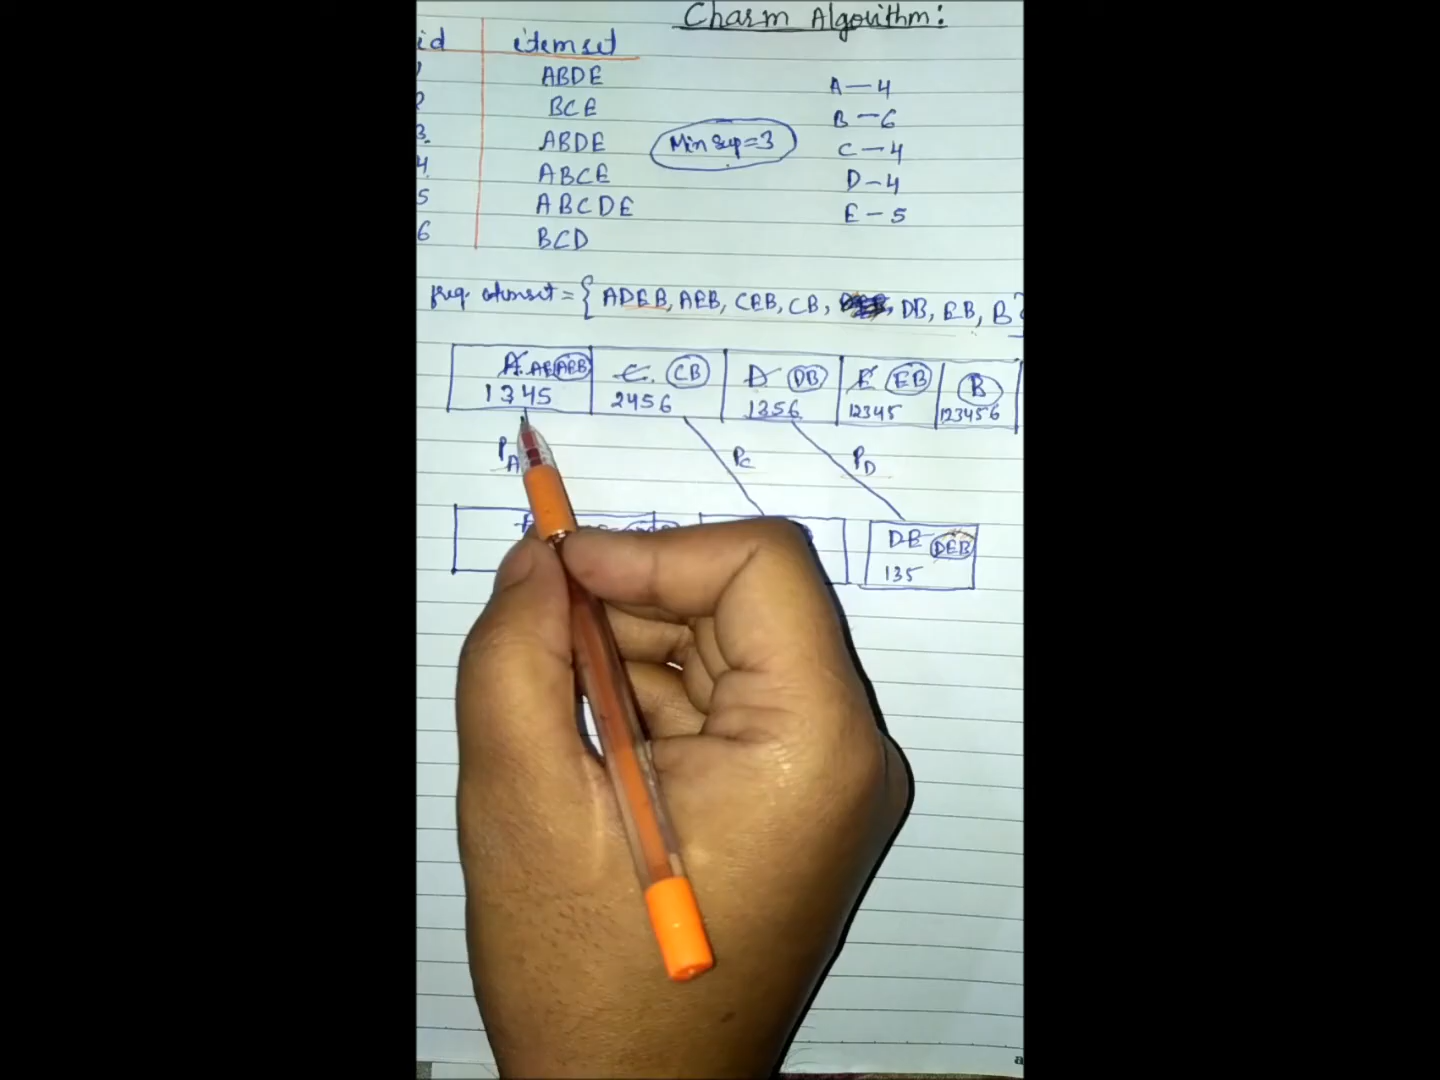 Charm Algorithm:
id itemset
1 ABDE
2 BCE
3. ABDE
4 ABCE
5 ABCDE
6 BCD
Min Sup=3
A—4
B—6
C—4
D—4
E—5
freq. itemset = { ADEB, AEB, CEB, CB, DB, EB, B }
A AE AEB C CB D DB E EB B
1345 2456 1356 12345 123456
PA PC PD
DE DEB
135